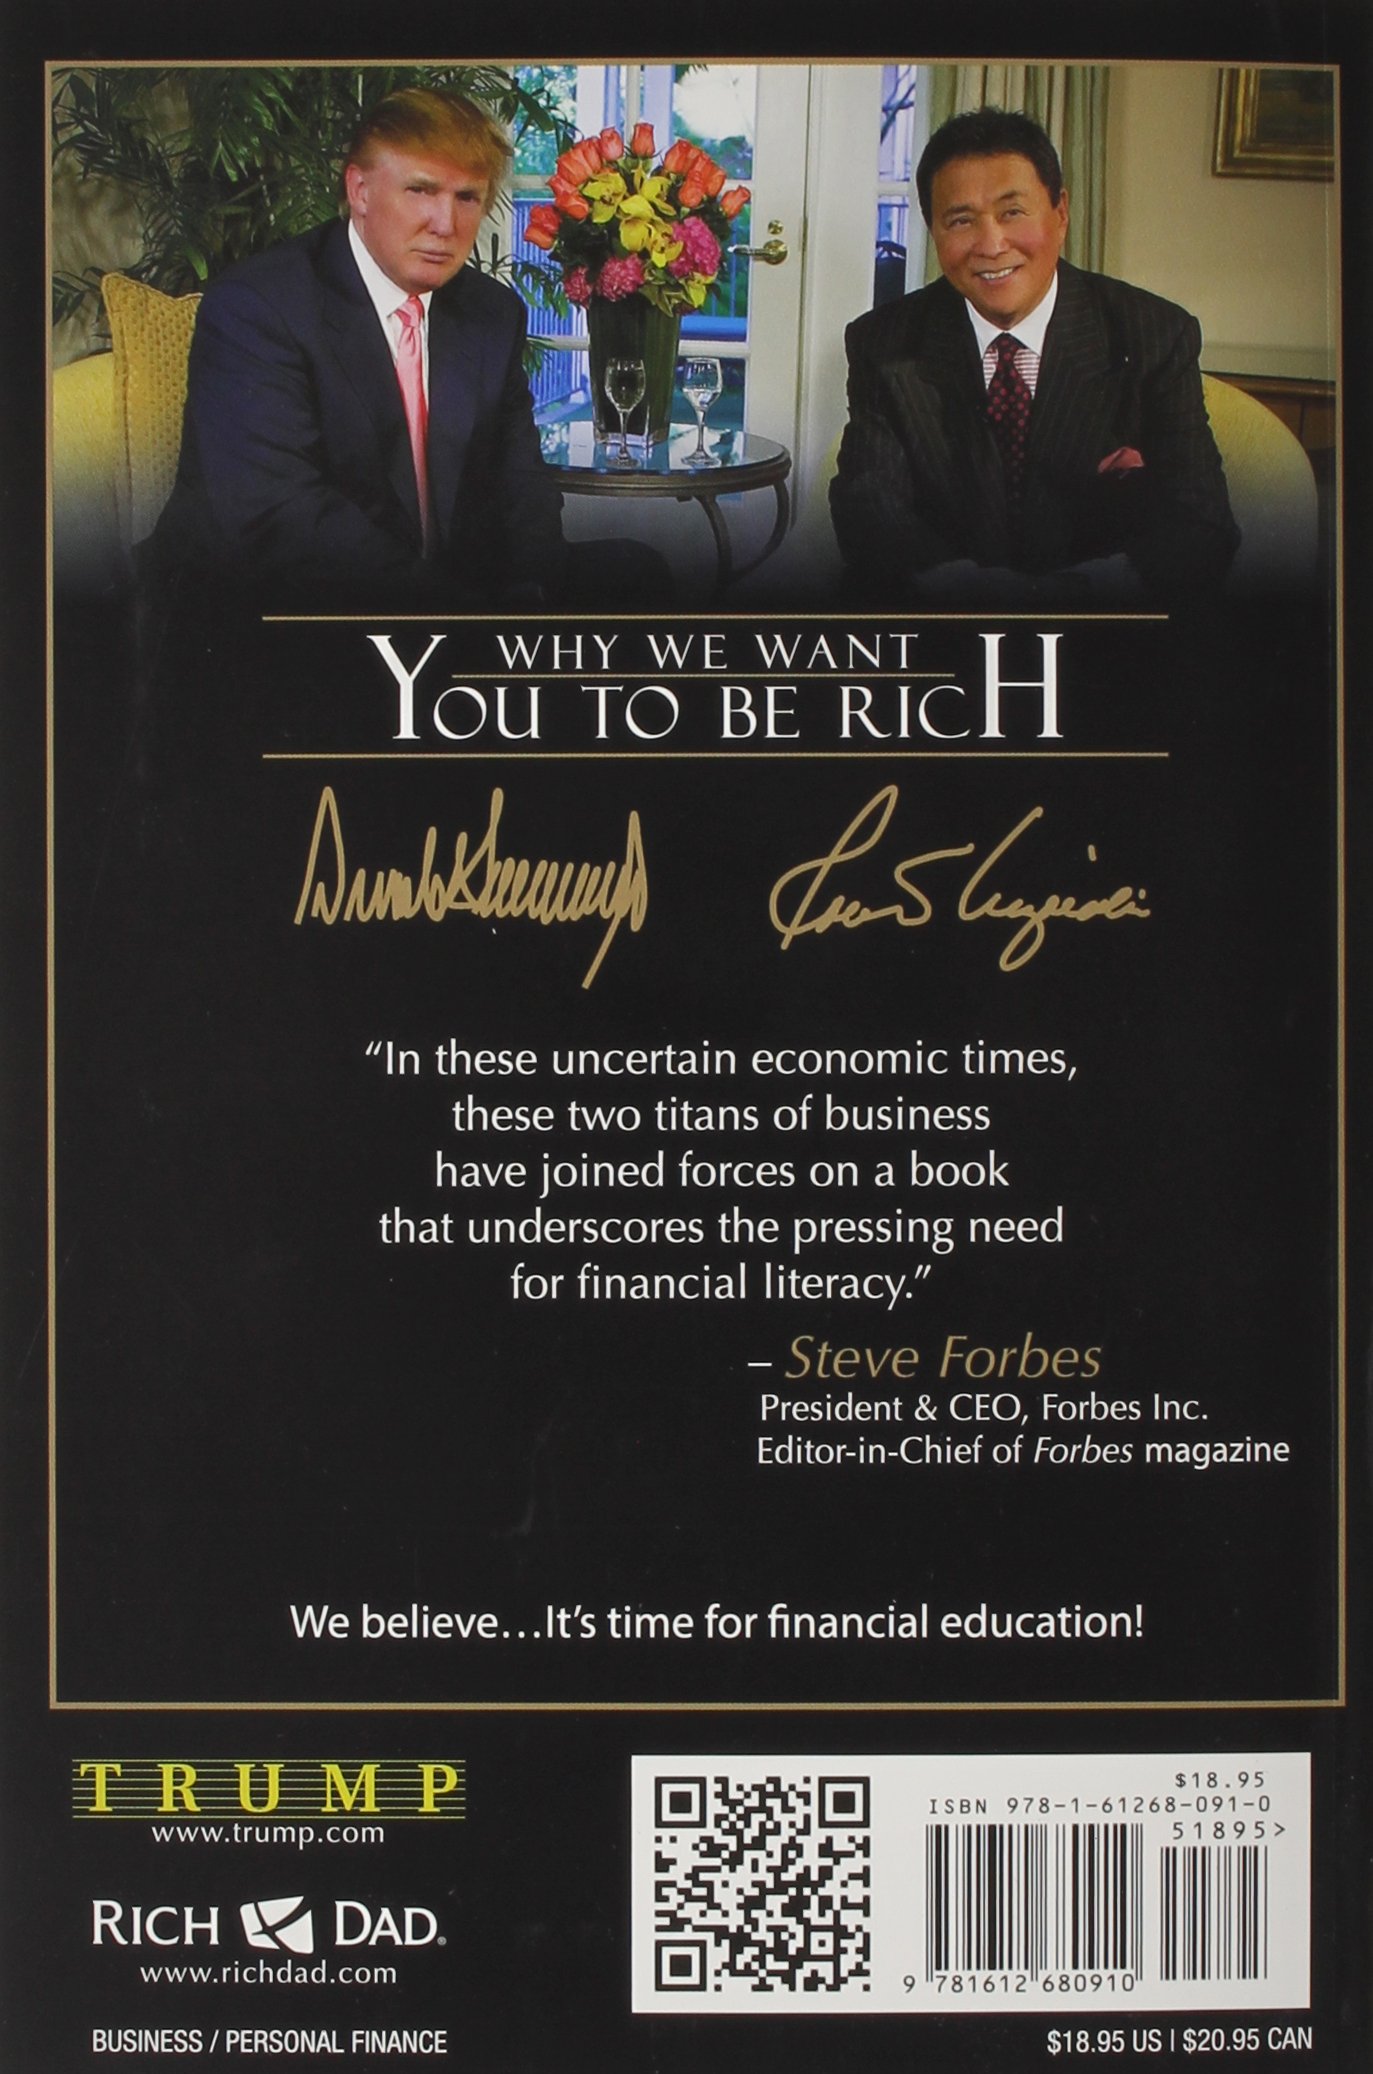 WHY WE WANT
YOU TO BE RICH
"In these uncertain economic times,
these two titans of business
have joined forces on a book
that underscores the pressing need
for financial literacy."
– Steve Forbes
President & CEO, Forbes Inc.
Editor-in-Chief of Forbes magazine
We believe...It's time for financial education!
TRUMP
www.trump.com
RICH DAD®
www.richdad.com
BUSINESS / PERSONAL FINANCE
$18.95
ISBN 978-1-61268-091-0
51895>
9 781612 680910
$18.95 US | $20.95 CAN